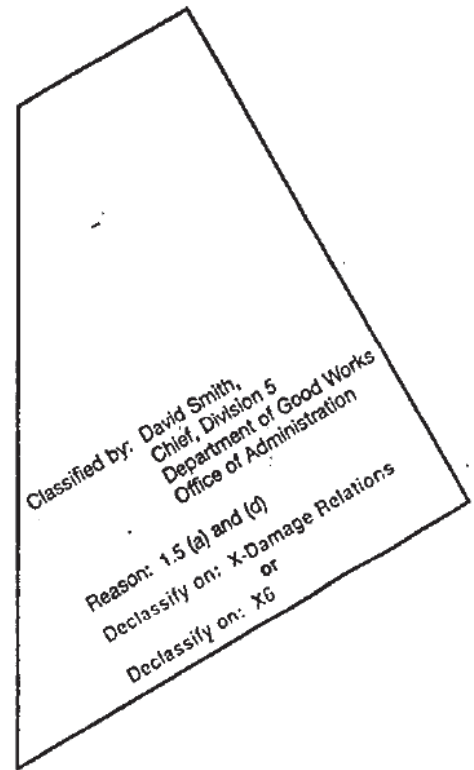 Classified by: David Smith,
Chief, Division 5
Department of Good Works
Office of Administration
Reason: 1.5 (a) and (d)
Declassify on: X-Damage Relations
or
Declassify on: X6